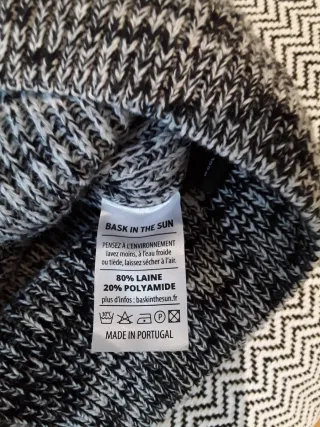 BASK IN THE SUN
PENSEZ À L'ENVIRONNEMENT
lavez moins, à l'eau froide
ou tiède, laissez sécher à l'air.
80% LAINE
20% POLYAMIDE
plus d'infos : baskinthesun.fr
MADE IN PORTUGAL